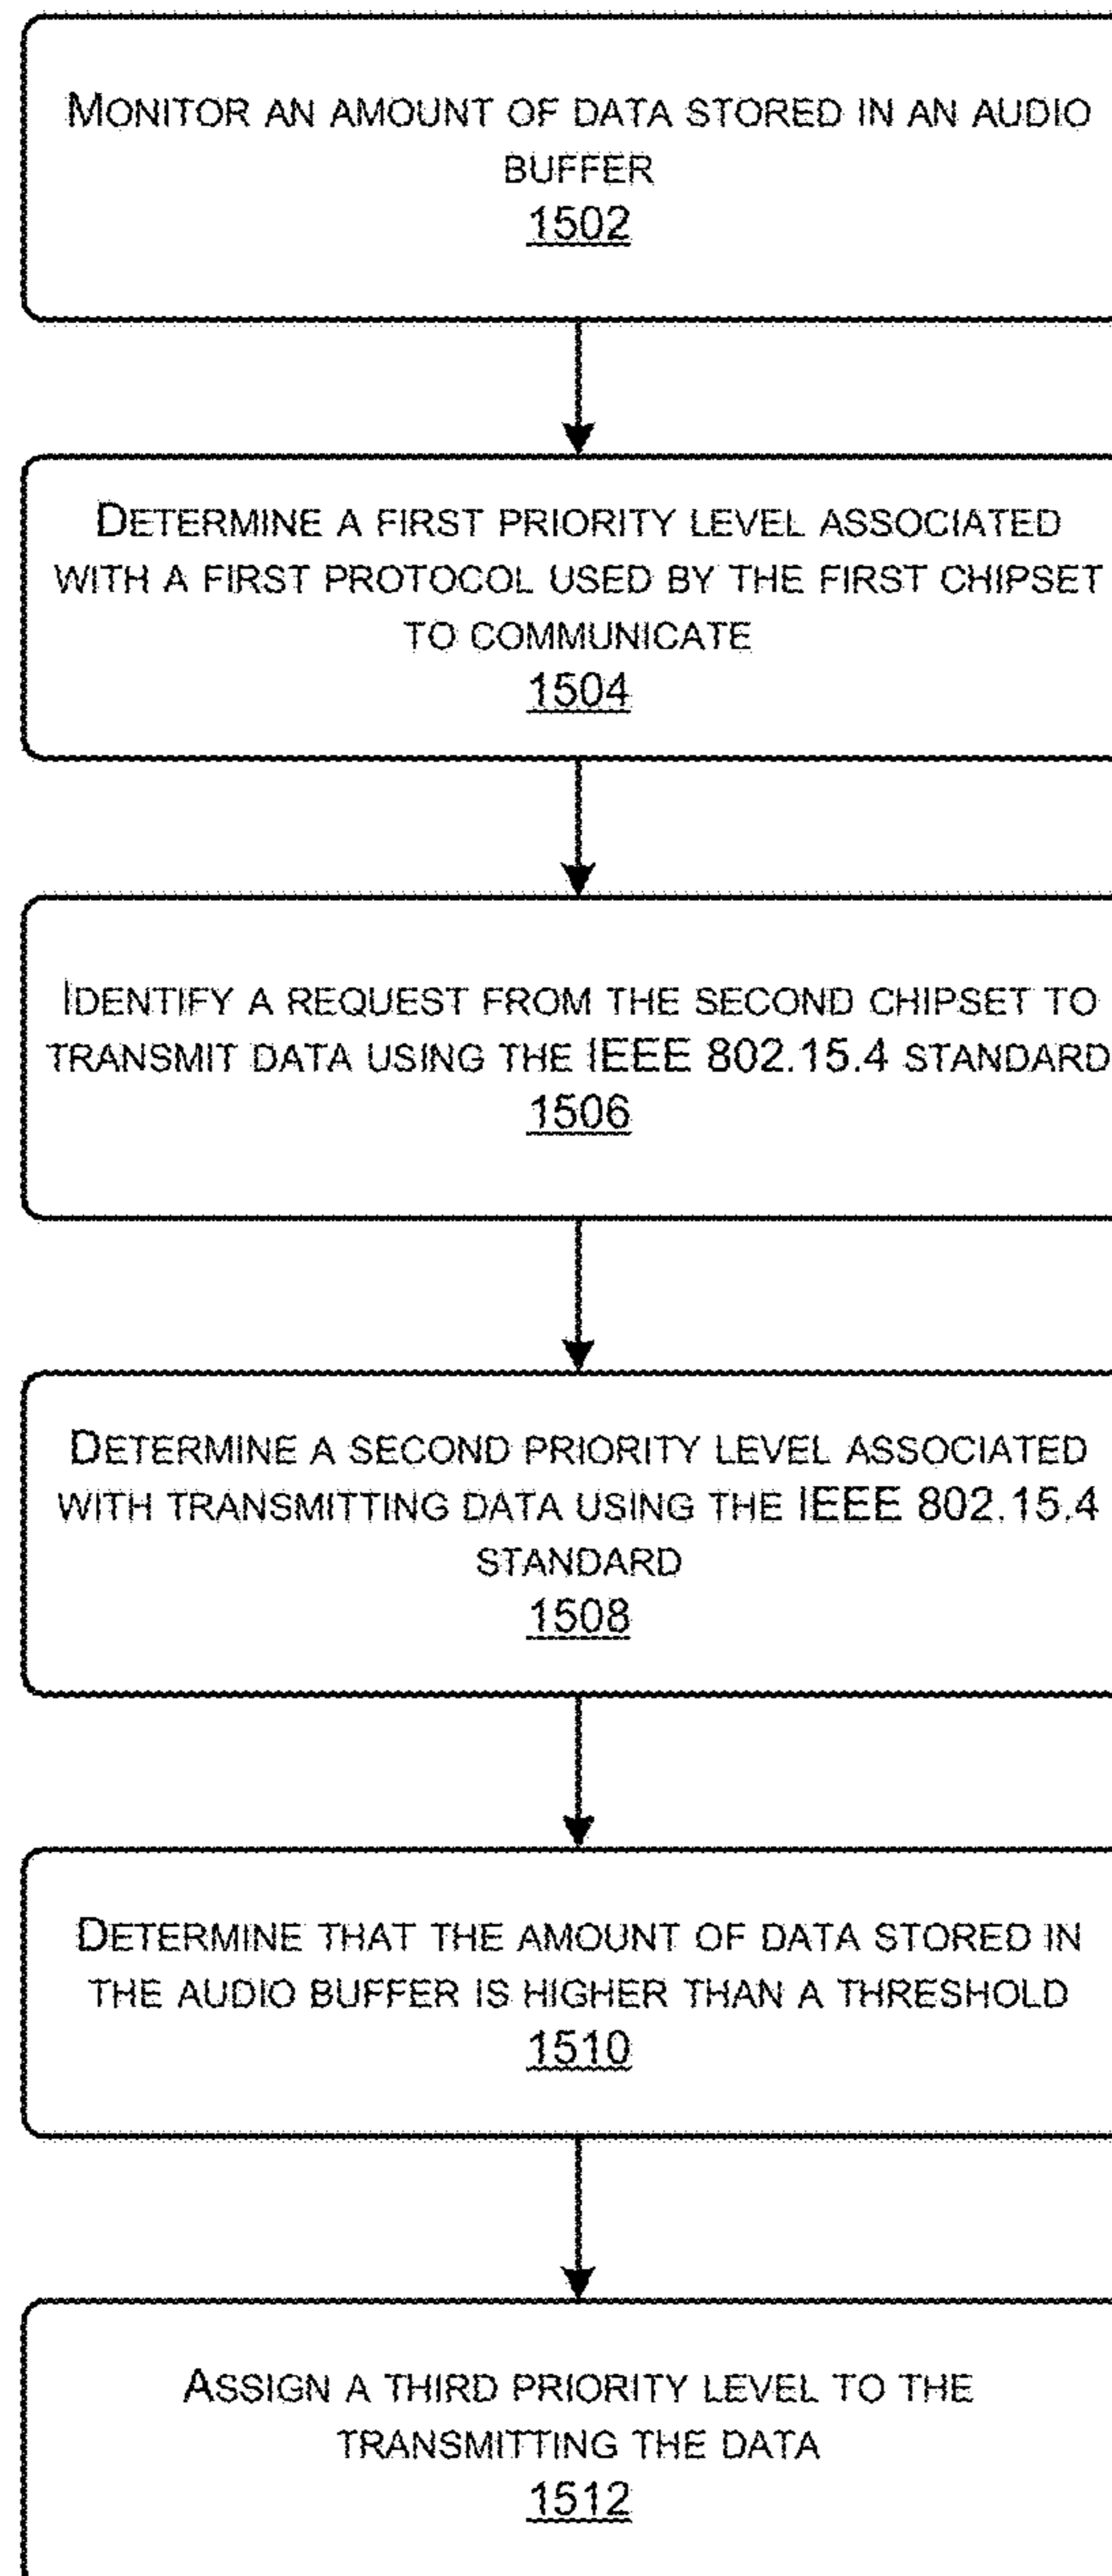 MONITOR AN AMOUNT OF DATA STORED IN AN AUDIO
BUFFER
1502
DETERMINE A FIRST PRIORITY LEVEL ASSOCIATED
WITH A FIRST PROTOCOL USED BY THE FIRST CHIPSET
TO COMMUNICATE
1504
IDENTIFY A REQUEST FROM THE SECOND CHIPSET TO
TRANSMIT DATA USING THE IEEE 802.15.4 STANDARD
1506
DETERMINE A SECOND PRIORITY LEVEL ASSOCIATED
WITH TRANSMITTING DATA USING THE IEEE 802.15.4
STANDARD
1508
DETERMINE THAT THE AMOUNT OF DATA STORED IN
THE AUDIO BUFFER IS HIGHER THAN A THRESHOLD
1510
ASSIGN A THIRD PRIORITY LEVEL TO THE
TRANSMITTING THE DATA
1512